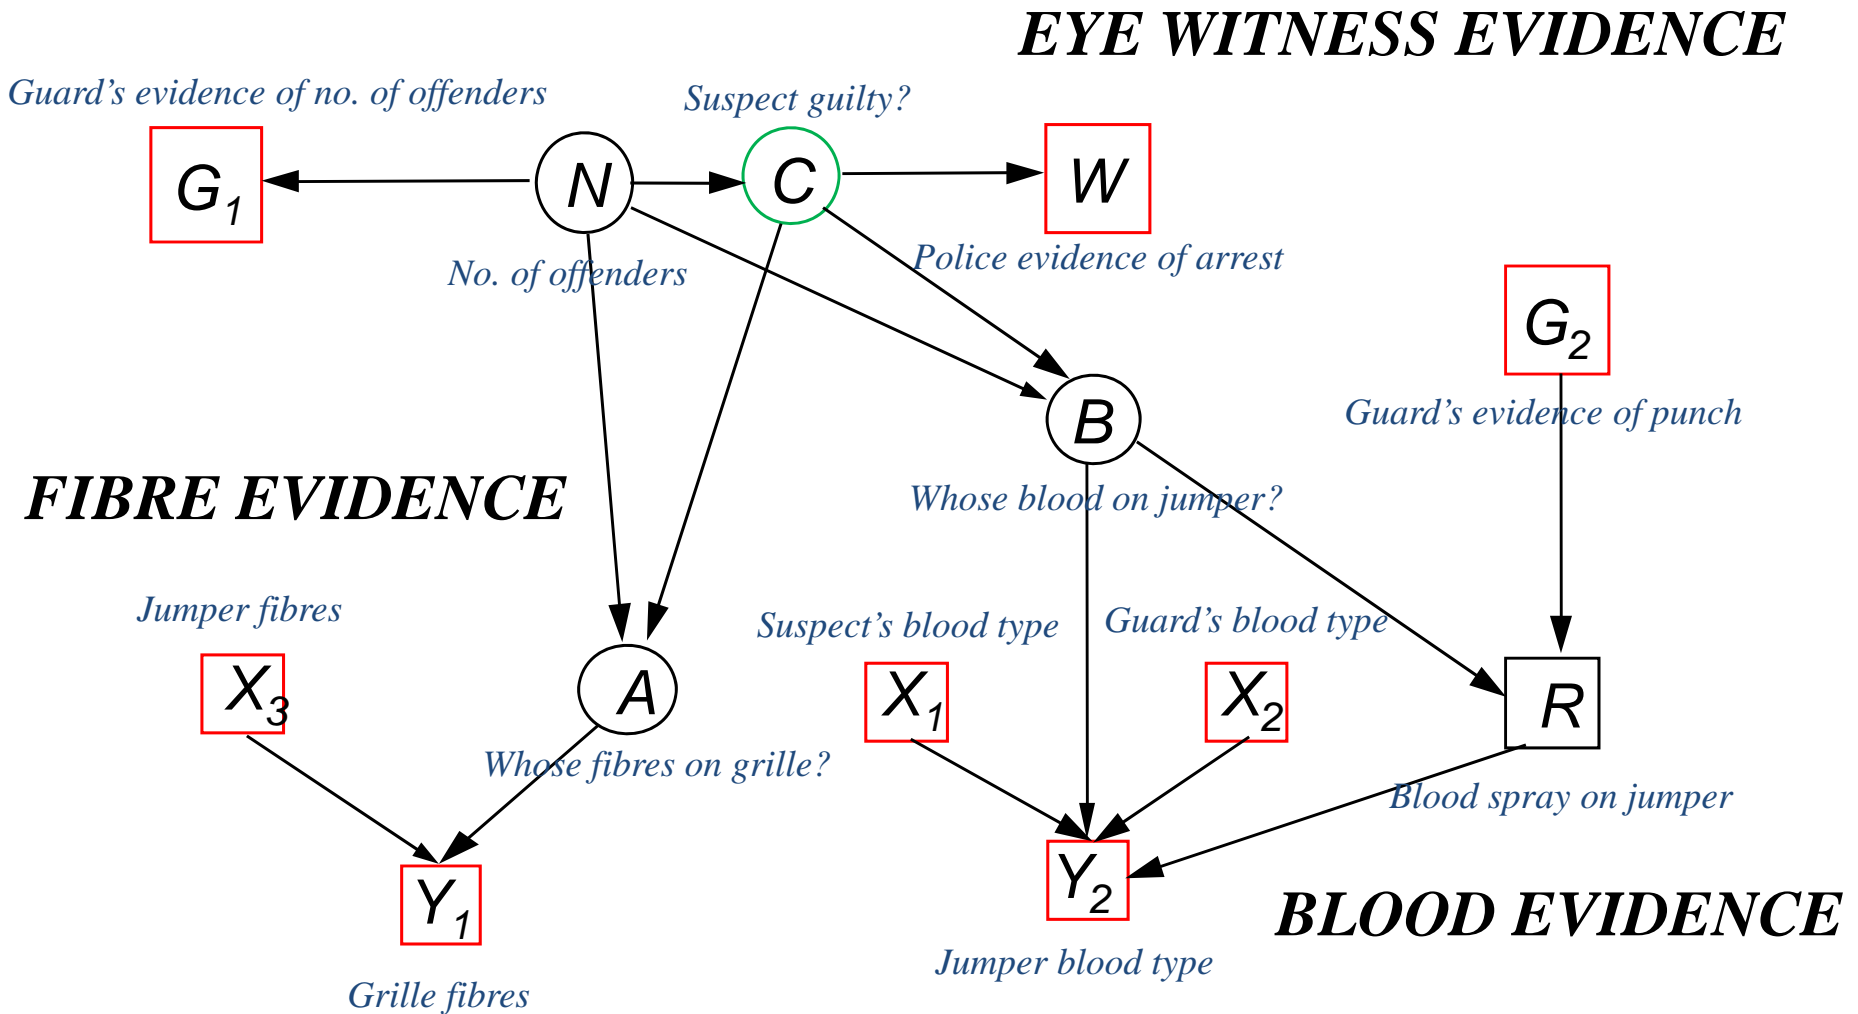 EYE WITNESS EVIDENCE
Guard’s evidence of no. of offenders
Suspect guilty?
G1
N
C
W
No. of offenders
Police evidence of arrest
G2
Guard’s evidence of punch
B
FIBRE EVIDENCE
Whose blood on jumper?
Jumper fibres
Suspect’s blood type
Guard’s blood type
X3
A
X1
X2
R
Whose fibres on grille?
Blood spray on jumper
Y1
Y2
BLOOD EVIDENCE
Jumper blood type
Grille fibres